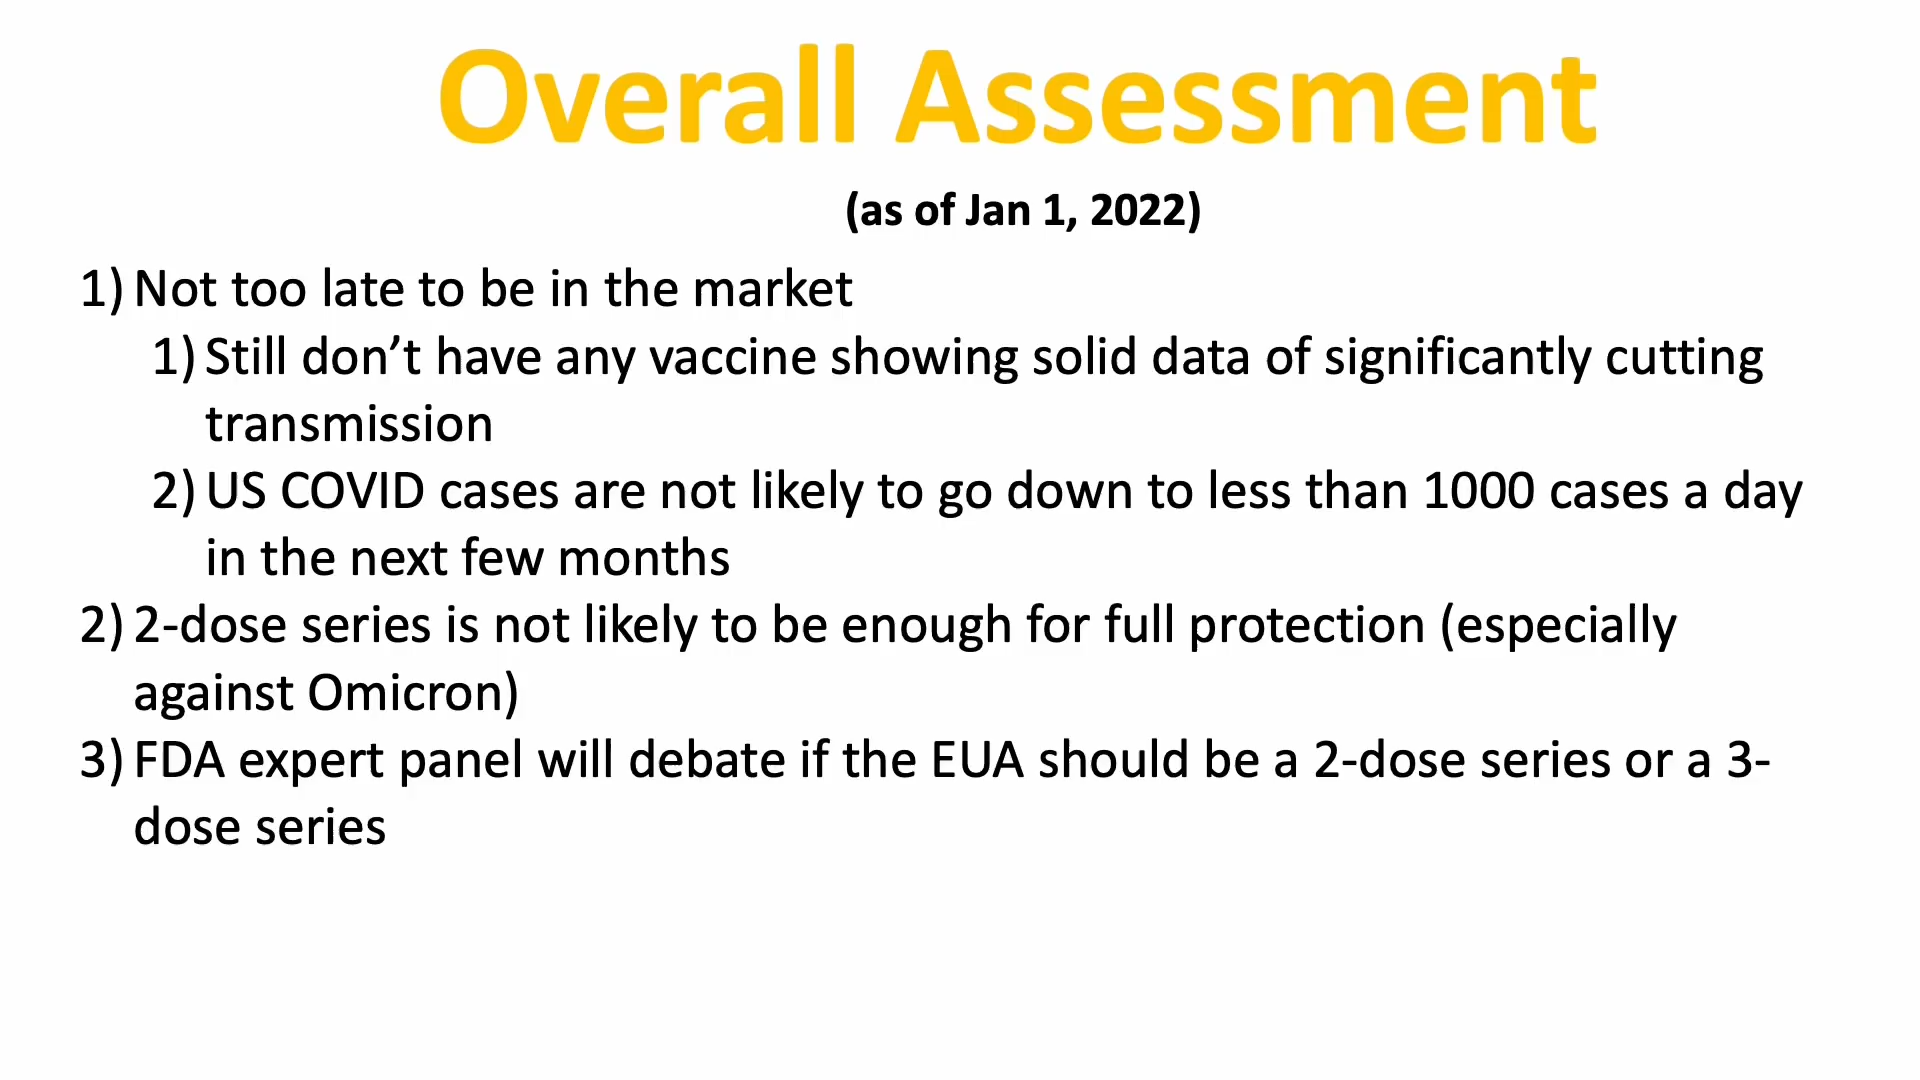 Overall Assessment
(as of Jan 1, 2022)
1) Not too late to be in the market
1) Still don’t have any vaccine showing solid data of significantly cutting
transmission
2) US COVID cases are not likely to go down to less than 1000 cases a day
in the next few months
2) 2-dose series is not likely to be enough for full protection (especially
against Omicron)
3) FDA expert panel will debate if the EUA should be a 2-dose series or a 3-
dose series